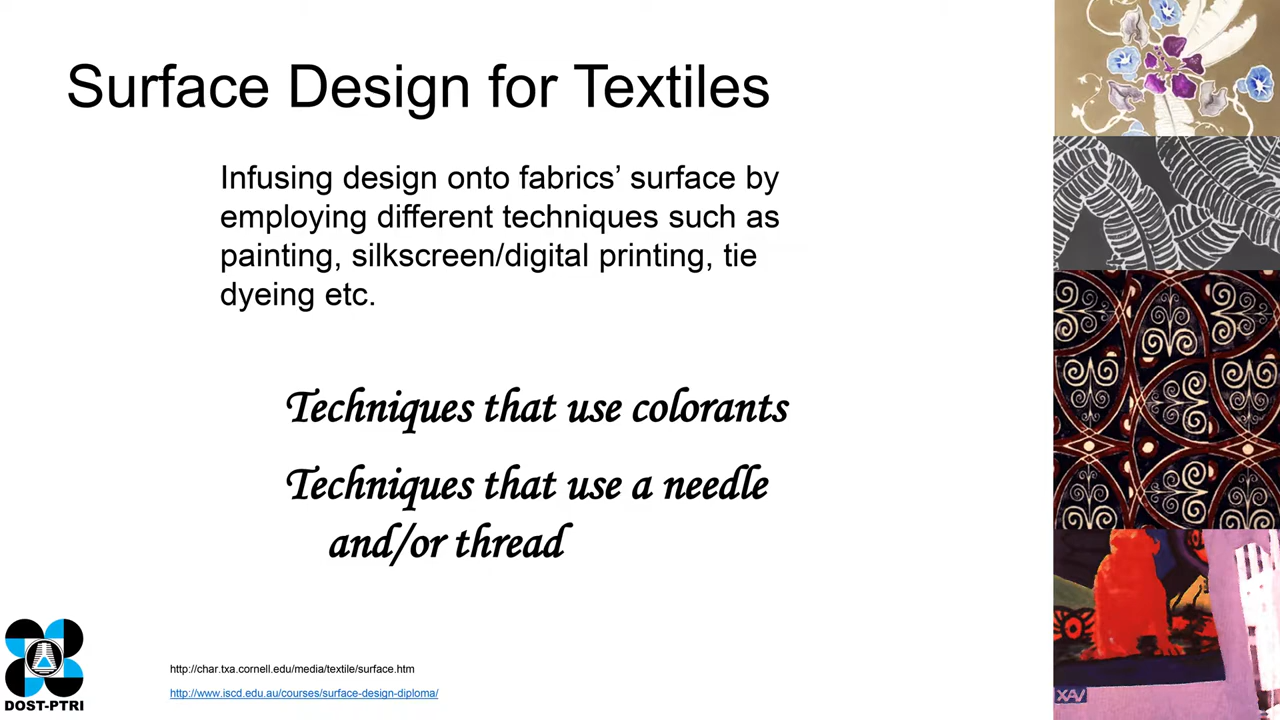 Surface Design for Textiles
Infusing design onto fabrics’ surface by
employing different techniques such as
painting, silkscreen/digital printing, tie
dyeing etc.
Techniques that use colorants
Techniques that use a needle
and/or thread
http://char.txa.cornell.edu/media/textile/surface.htm
http://www.iscd.edu.au/courses/surface-design-diploma/
DOST-PTRI
XAV